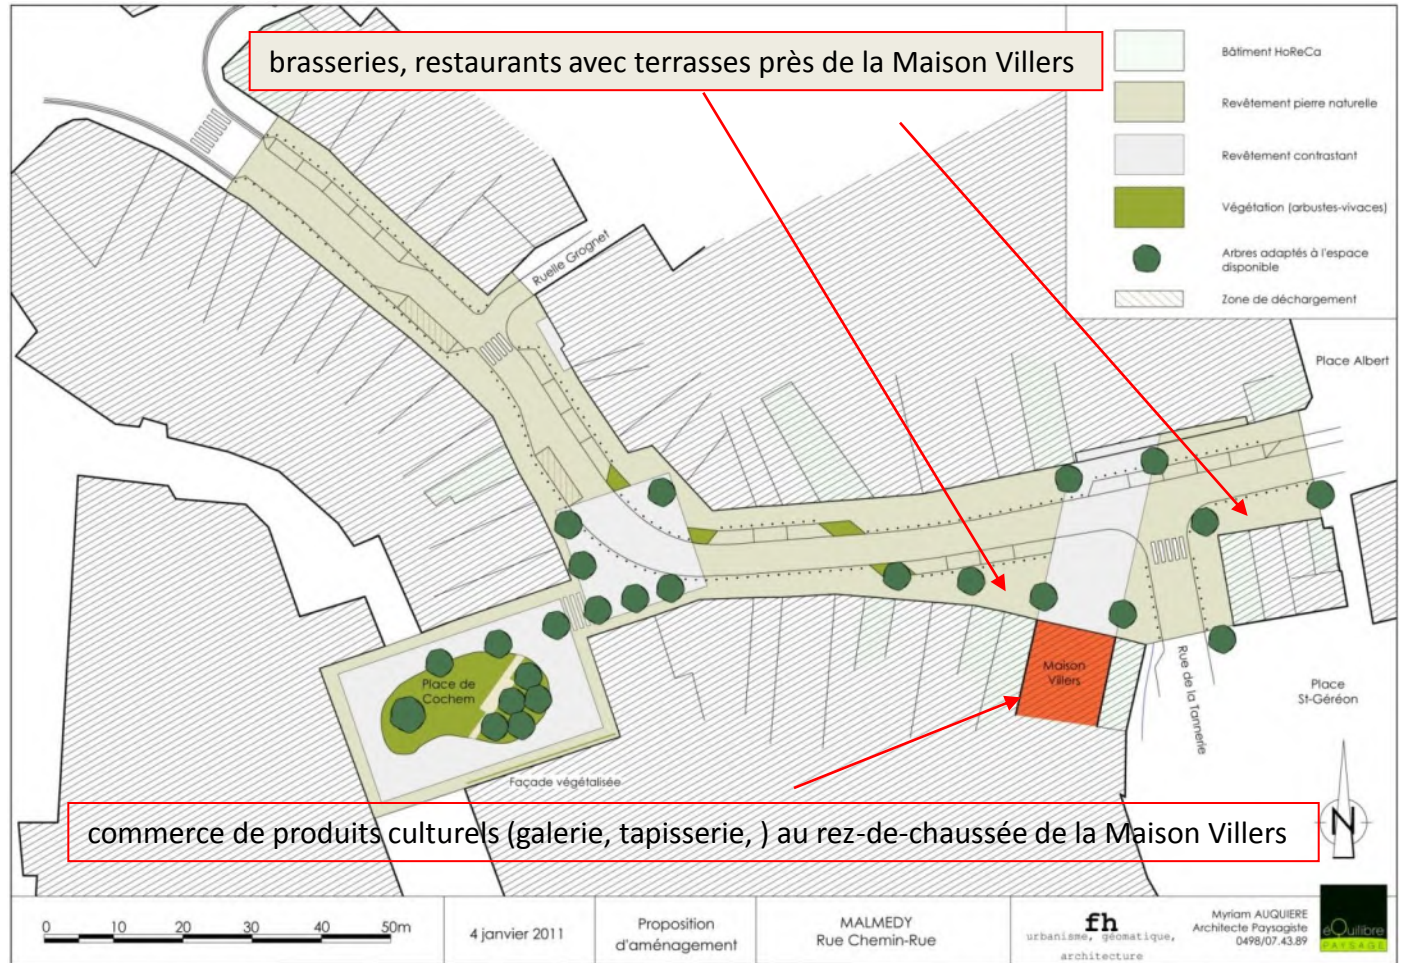 brasseries, restaurants avec terrasses près de la Maison Villers
Bâtiment HoReCa
Revêtement pierre naturelle
Revêtement contrastant
Végétation (arbustes-vivaces)
Arbres adaptés à l'espace
disponible
Zone de déchargement
Ruelle Grognet
Place Albert
Maison
Villers
Rue de la Tannerie
Place
St-Géréon
Place de
Cochem
Façade végétalisée
commerce de produits culturels (galerie, tapisserie, ) au rez-de-chaussée de la Maison Villers
N
0 10 20 30 40 50m
4 janvier 2011
Proposition
d'aménagement
MALMEDY
Rue Chemin-Rue
fh
urbanisme, géomatique,
architecture
Myriam AUQUIERE
Architecte Paysagiste
0498/07.43.89
éQuilibre
PAYSAGE